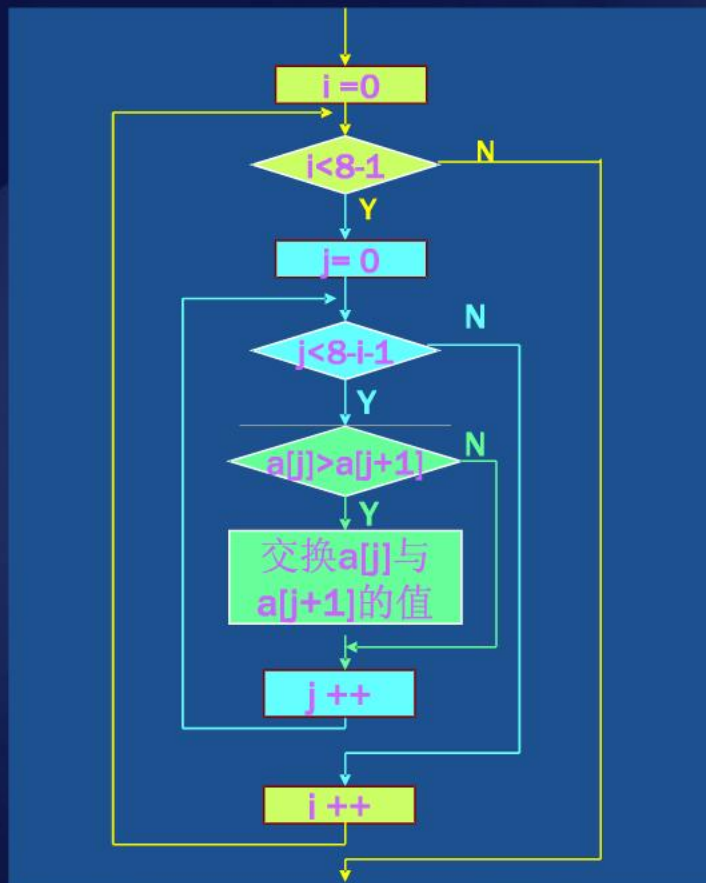 i =0
i<8-1
N
Y
j= 0
N
j<8-i-1
Y
N
a[j]>a[j+1]
Y
交换a[j]与
a[j+1]的值
j ++
i ++